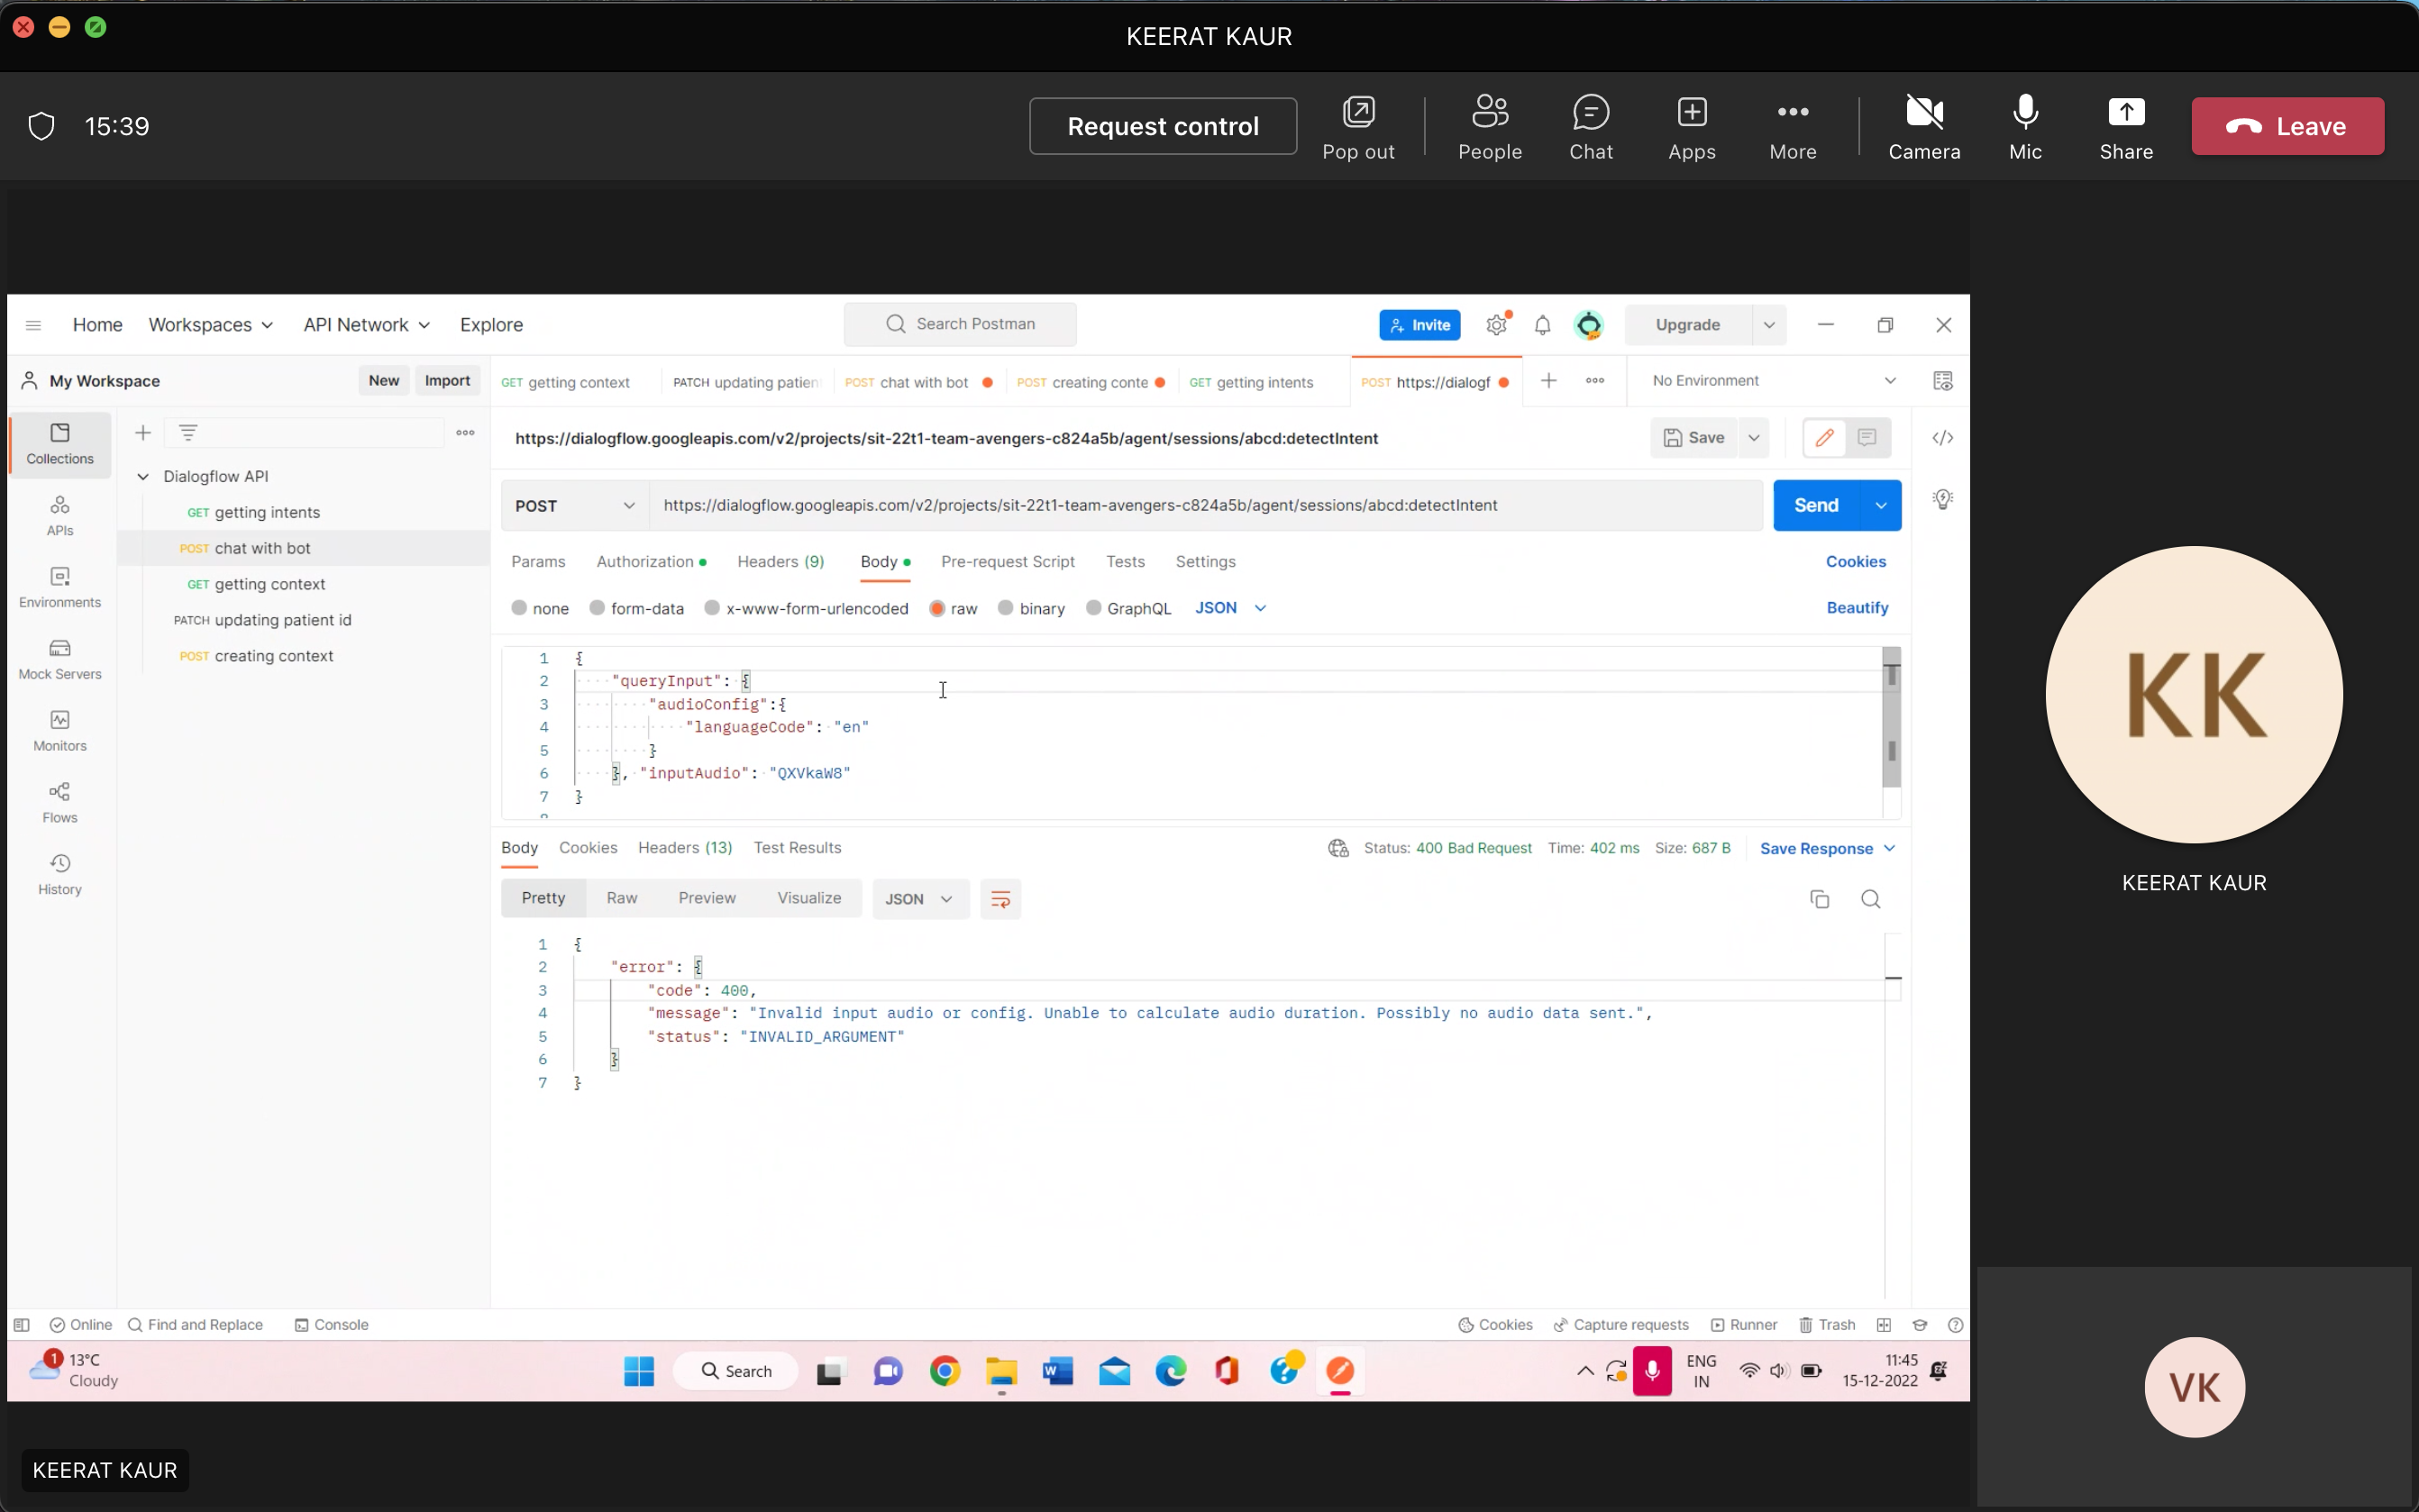 KEERAT KAUR
15:39
Request control
Pop out
People
Chat
Apps
More
Camera
Mic
Share
Leave
Home Workspaces API Network Explore
Search Postman
Invite
Upgrade
My Workspace
New
Import
GET getting context
PATCH updating patien
POST chat with bot
POST creating conte
GET getting intents
POST https://dialogf
No Environment
Collections
APIs
Environments
Mock Servers
Monitors
Flows
History
Dialogflow API
GET getting intents
POST chat with bot
GET getting context
PATCH updating patient id
POST creating context
https://dialogflow.googleapis.com/v2/projects/sit-22t1-team-avengers-c824a5b/agent/sessions/abcd:detectIntent
Save
POST
https://dialogflow.googleapis.com/v2/projects/sit-22t1-team-avengers-c824a5b/agent/sessions/abcd:detectIntent
Send
Params Authorization Headers (9) Body Pre-request Script Tests Settings
Cookies
none form-data x-www-form-urlencoded raw binary GraphQL JSON
Beautify
1 {
2 "queryInput": {
3 "audioConfig":{
4 "languageCode": "en"
5 }
6 }, "inputAudio": "QXVkaW8"
7 }
Body Cookies Headers (13) Test Results
Status: 400 Bad Request Time: 402 ms Size: 687 B
Save Response
Pretty Raw Preview Visualize
JSON
1 {
2 "error": {
3 "code": 400,
4 "message": "Invalid input audio or config. Unable to calculate audio duration. Possibly no audio data sent.",
5 "status": "INVALID_ARGUMENT"
6 }
7 }
Online Find and Replace Console
Cookies Capture requests Runner Trash
1
13°C
Cloudy
Search
ENG
IN
11:45
15-12-2022
KEERAT KAUR
KK
KEERAT KAUR
VK